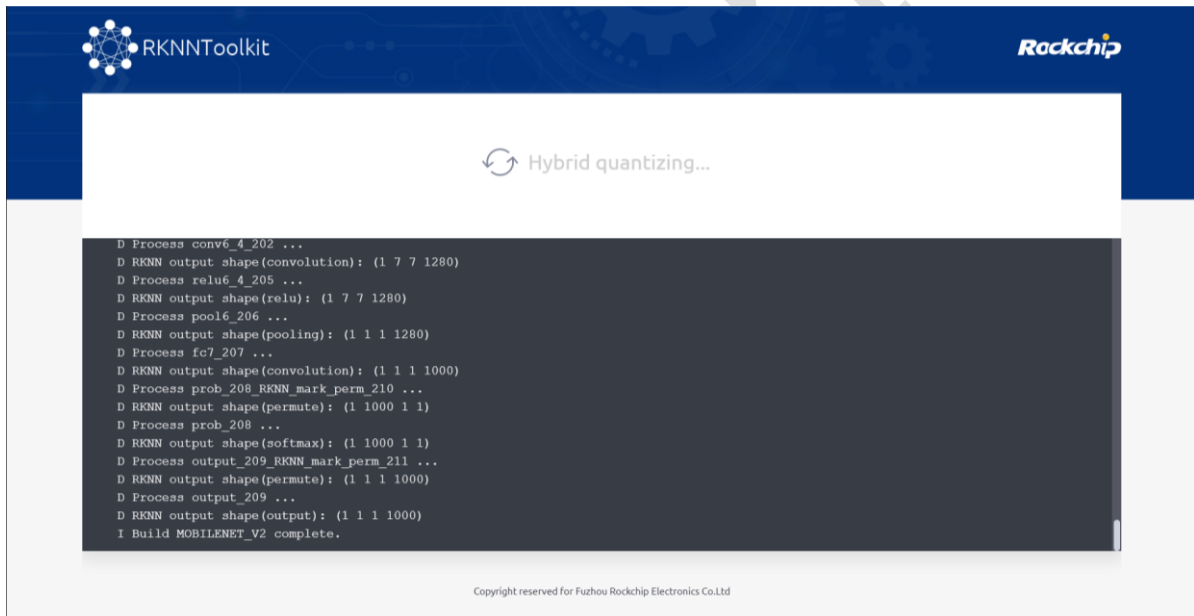 RKNNToolkit
Rockchip
Hybrid quantizing...
D Process conv6_4_202 ...
D RKNN output shape(convolution): (1 7 7 1280)
D Process relu6_4_205 ...
D RKNN output shape(relu): (1 7 7 1280)
D Process pool6_206 ...
D RKNN output shape(pooling): (1 1 1 1280)
D Process fc7_207 ...
D RKNN output shape(convolution): (1 1 1 1000)
D Process prob_208_RKNN_mark_perm_210 ...
D RKNN output shape(permute): (1 1000 1 1)
D Process prob_208 ...
D RKNN output shape(softmax): (1 1000 1 1)
D Process output_209_RKNN_mark_perm_211 ...
D RKNN output shape(permute): (1 1 1 1000)
D Process output_209 ...
D RKNN output shape(output): (1 1 1 1000)
I Build MOBILENET_V2 complete.
Copyright reserved for Fuzhou Rockchip Electronics Co.Ltd